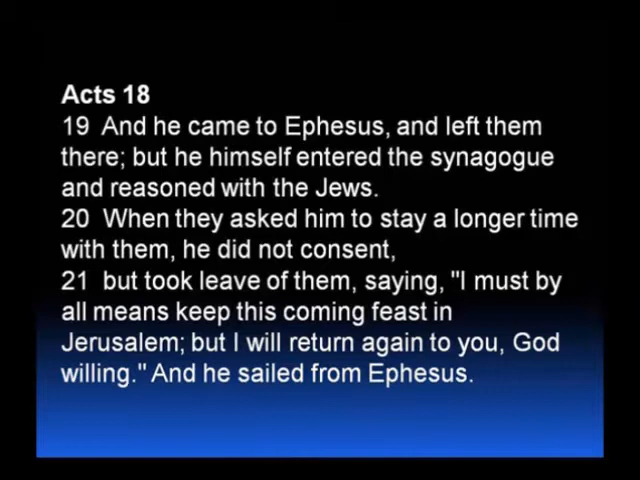 Acts 18
19 And he came to Ephesus, and left them
there; but he himself entered the synagogue
and reasoned with the Jews.
20 When they asked him to stay a longer time
with them, he did not consent,
21 but took leave of them, saying, "I must by
all means keep this coming feast in
Jerusalem; but I will return again to you, God
willing." And he sailed from Ephesus.